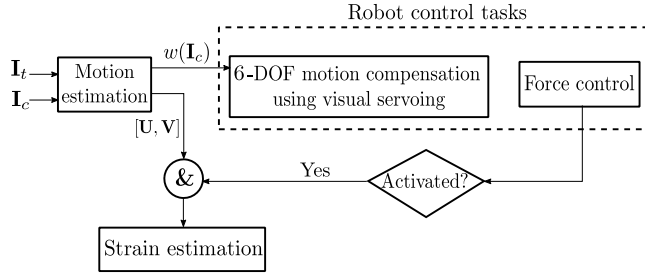 Robot control tasks
I_t
I_c
Motion
estimation
w(I_c)
6-DOF motion compensation
using visual servoing
Force control
[U, V]
&
Yes
Activated?
Strain estimation